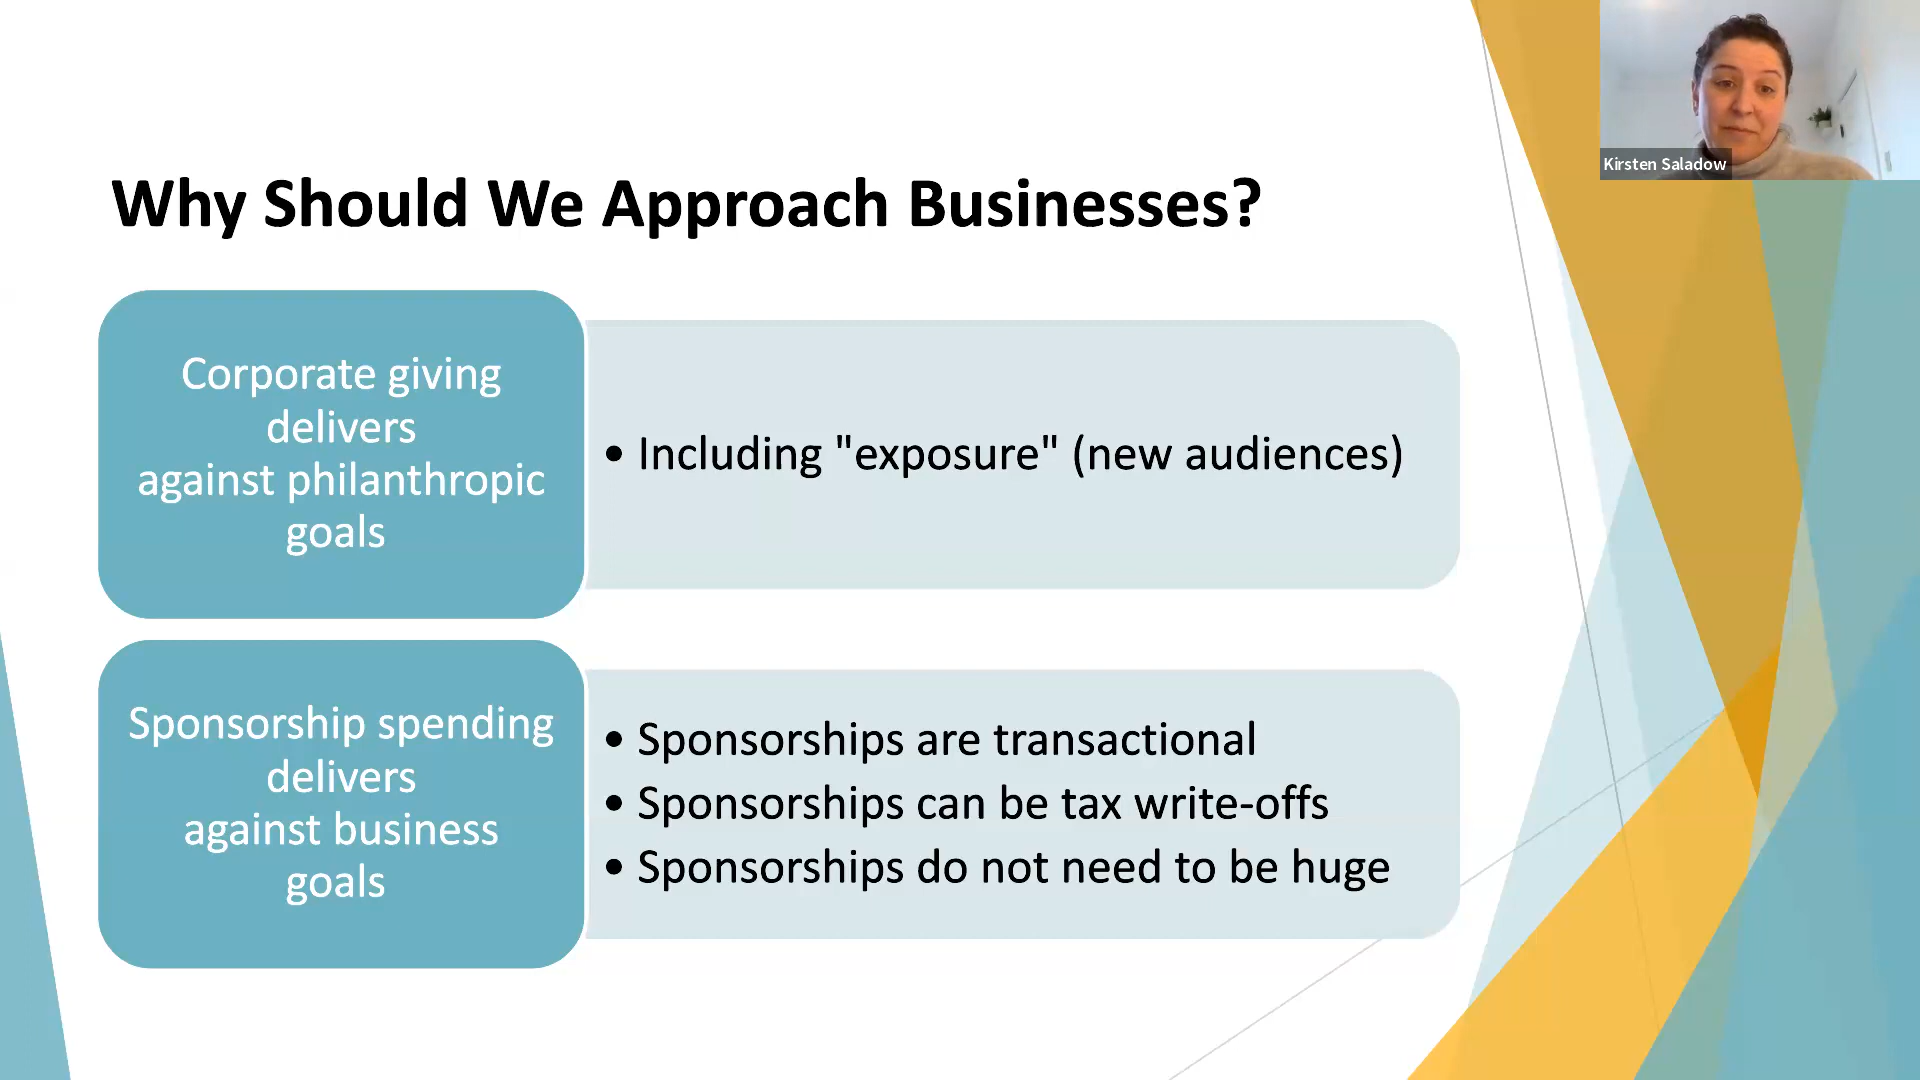 Kirsten Saladow
Why Should We Approach Businesses?
Corporate giving
delivers
against philanthropic
goals
• Including "exposure" (new audiences)
Sponsorship spending
delivers
against business
goals
• Sponsorships are transactional
• Sponsorships can be tax write-offs
• Sponsorships do not need to be huge